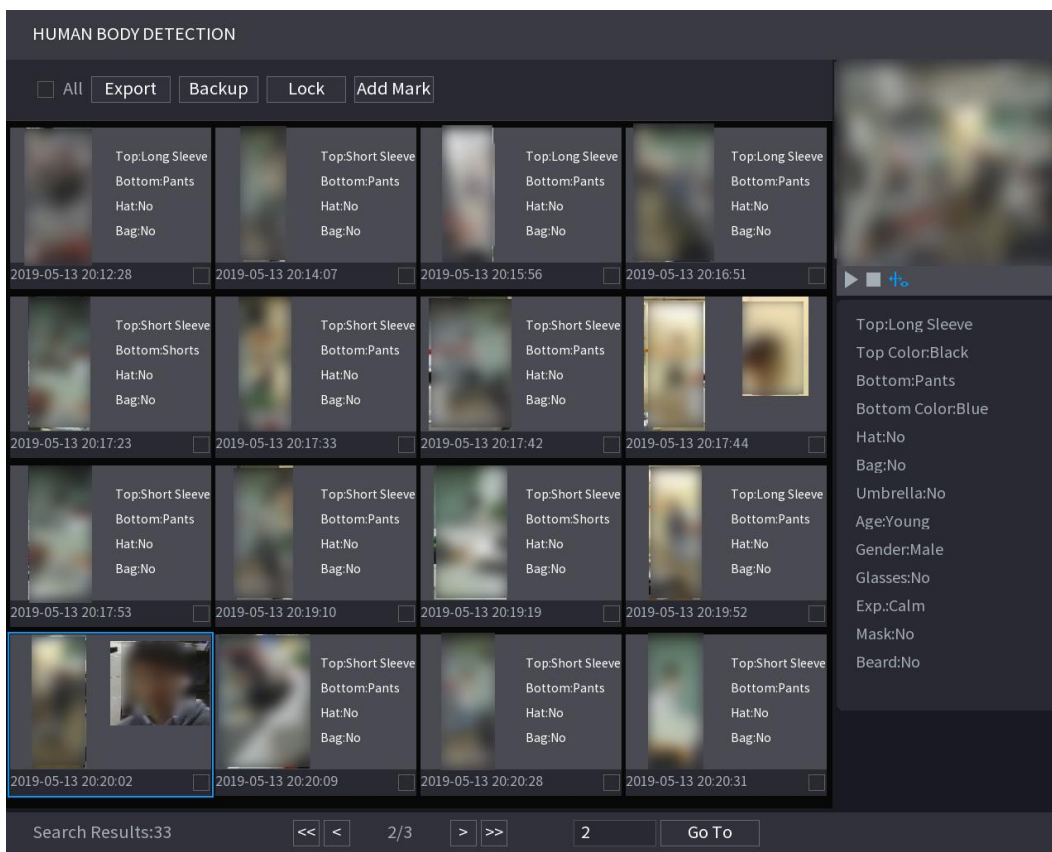 HUMAN BODY DETECTION
All Export Backup Lock Add Mark
Top:Long Sleeve
Bottom:Pants
Hat:No
Bag:No
2019-05-13 20:12:28
Top:Short Sleeve
Bottom:Pants
Hat:No
Bag:No
2019-05-13 20:14:07
Top:Long Sleeve
Bottom:Pants
Hat:No
Bag:No
2019-05-13 20:15:56
Top:Long Sleeve
Bottom:Pants
Hat:No
Bag:No
2019-05-13 20:16:51
Top:Short Sleeve
Bottom:Shorts
Hat:No
Bag:No
2019-05-13 20:17:23
Top:Short Sleeve
Bottom:Pants
Hat:No
Bag:No
2019-05-13 20:17:33
Top:Short Sleeve
Bottom:Pants
Hat:No
Bag:No
2019-05-13 20:17:42
2019-05-13 20:17:44
Top:Short Sleeve
Bottom:Pants
Hat:No
Bag:No
2019-05-13 20:17:53
Top:Short Sleeve
Bottom:Pants
Hat:No
Bag:No
2019-05-13 20:19:10
Top:Short Sleeve
Bottom:Shorts
Hat:No
Bag:No
2019-05-13 20:19:19
Top:Long Sleeve
Bottom:Pants
Hat:No
Bag:No
2019-05-13 20:19:52
2019-05-13 20:20:02
Top:Short Sleeve
Bottom:Pants
Hat:No
Bag:No
2019-05-13 20:20:09
Top:Short Sleeve
Bottom:Pants
Hat:No
Bag:No
2019-05-13 20:20:28
Top:Short Sleeve
Bottom:Pants
Hat:No
Bag:No
2019-05-13 20:20:31
Top:Long Sleeve
Top Color:Black
Bottom:Pants
Bottom Color:Blue
Hat:No
Bag:No
Umbrella:No
Age:Young
Gender:Male
Glasses:No
Exp.:Calm
Mask:No
Beard:No
Search Results:33 << < 2/3 > >> 2 Go To